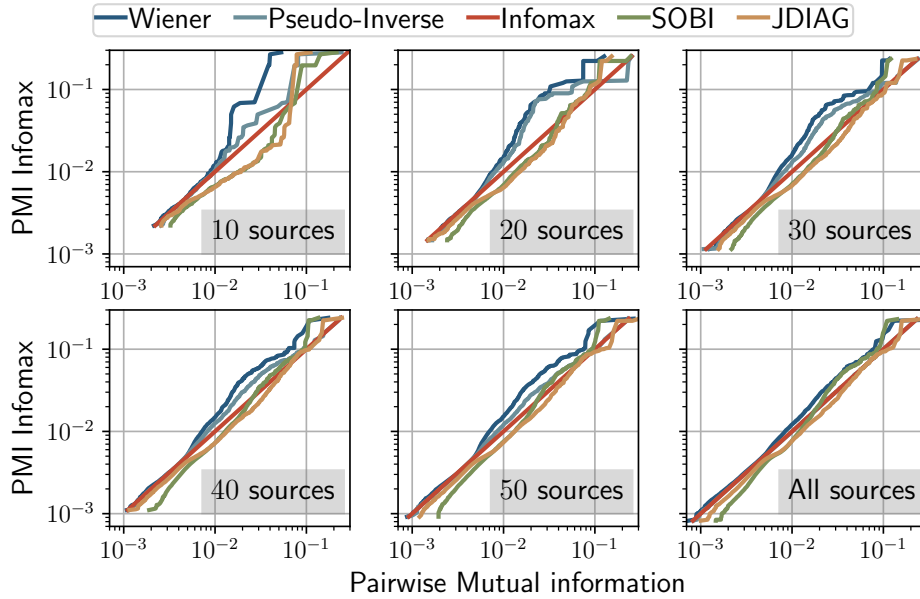 Wiener Pseudo-Inverse Infomax SOBI JDIAG
PMI Infomax
10⁻¹
10⁻²
10⁻³
10 sources
20 sources
30 sources
10⁻³ 10⁻² 10⁻¹ 10⁻³ 10⁻² 10⁻¹ 10⁻³ 10⁻² 10⁻¹
PMI Infomax
10⁻¹
10⁻²
10⁻³
40 sources
50 sources
All sources
10⁻³ 10⁻² 10⁻¹ 10⁻³ 10⁻² 10⁻¹ 10⁻³ 10⁻² 10⁻¹
Pairwise Mutual information